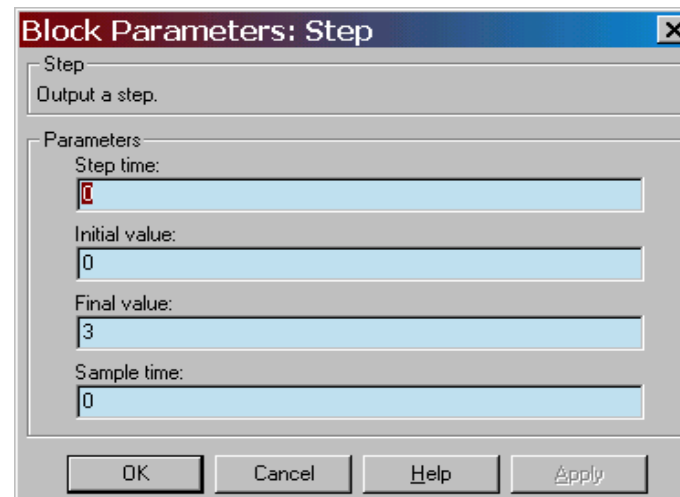 Block Parameters: Step
Step
Output a step.
Parameters
Step time:
0
Initial value:
0
Final value:
3
Sample time:
0
OK Cancel Help Apply